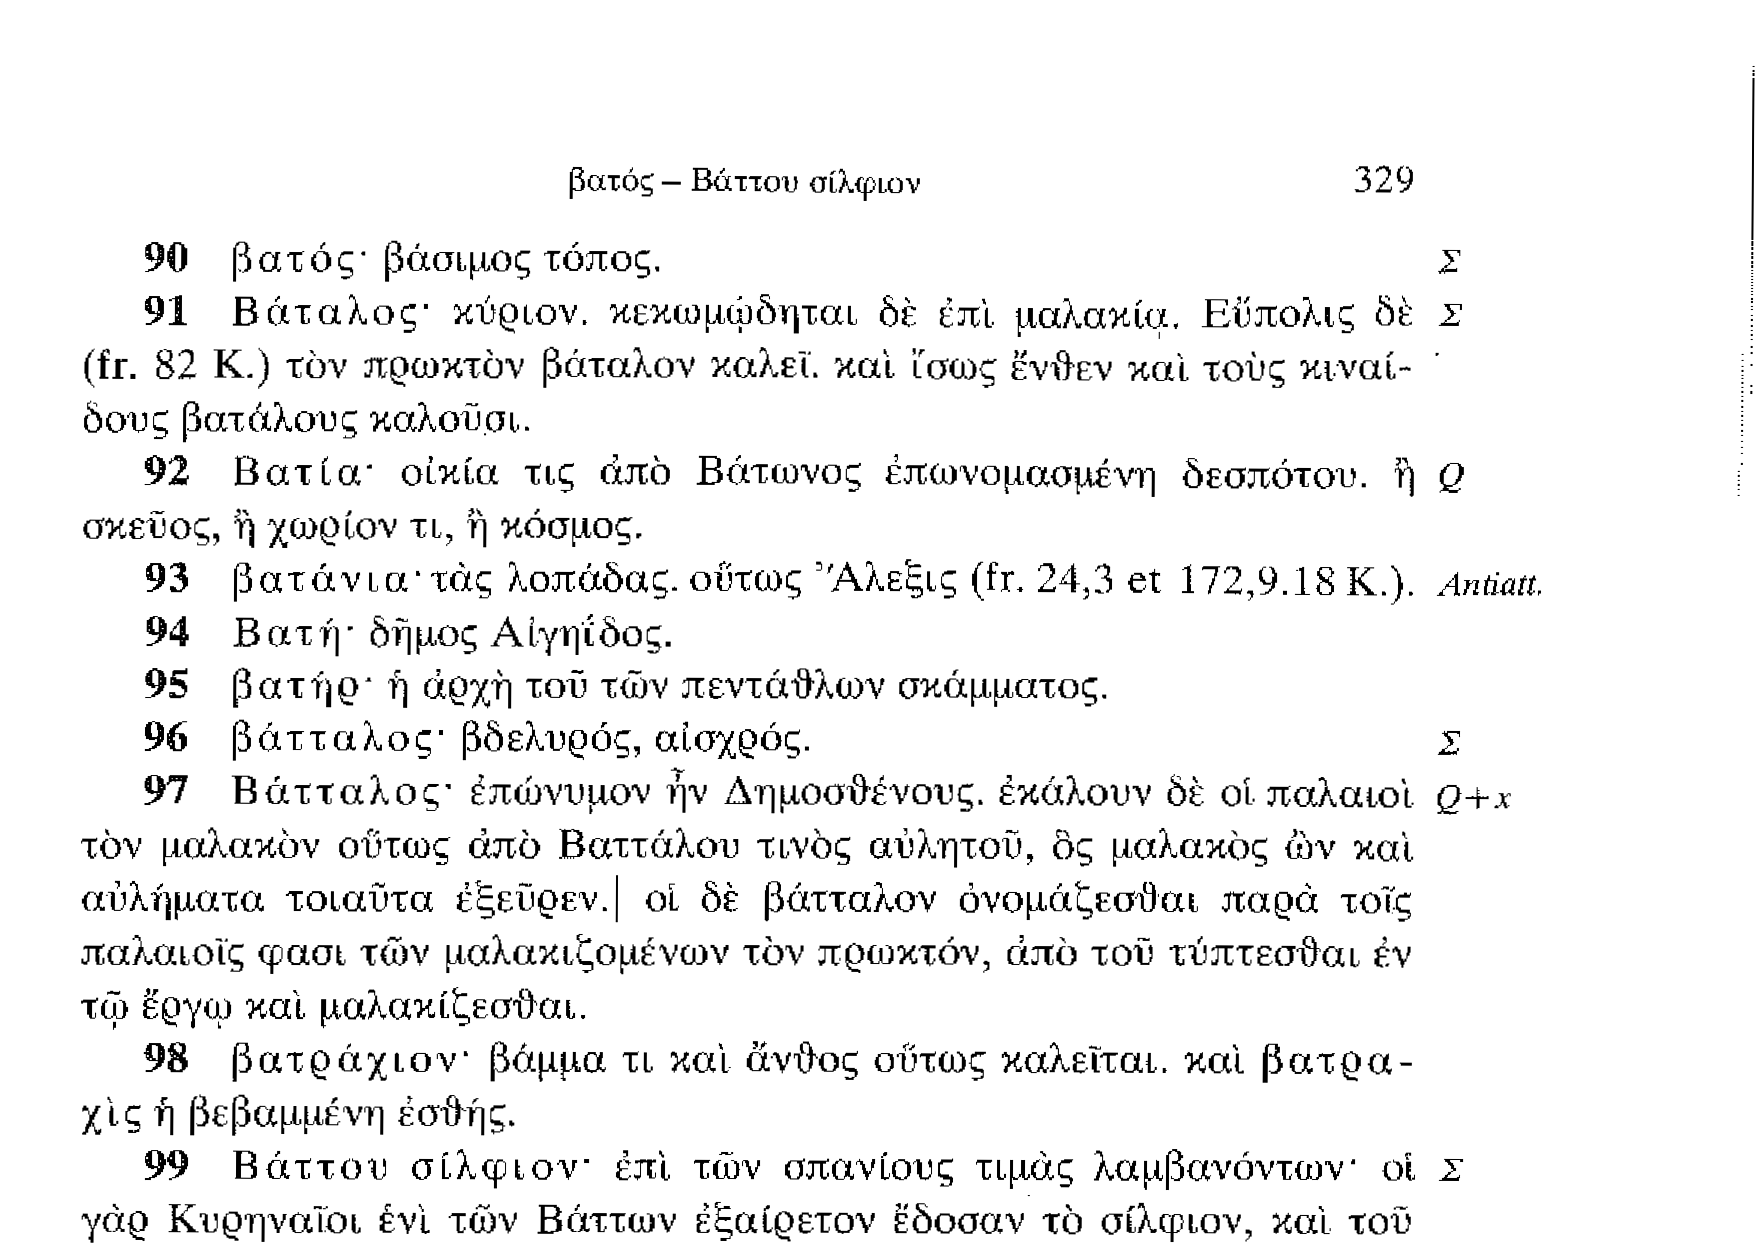 βατός – Βάττου σίλφιον 329
90 βατός· βάσιμος τόπος. Σ
91 Βάταλος· κύριον. κεκωμῴδηται δὲ ἐπὶ μαλακίᾳ. Εὔπολις δὲ Σ
(fr. 82 K.) τὸν πρωκτὸν βάταλον καλεῖ. καὶ ἴσως ἔνθεν καὶ τοὺς κιναί-
δους βατάλους καλοῦσι.
92 Βατία· οἰκία τις ἀπὸ Βάτωνος ἐπωνομασμένη δεσπότου. ἢ Q
σκεῦος, ἢ χωρίον τι, ἢ κόσμος.
93 βατάνια· τὰς λοπάδας. οὕτως Ἄλεξις (fr. 24,3 et 172,9.18 K.). Antiatt.
94 Βατή· δῆμος Αἰγηΐδος.
95 βατήρ· ἡ ἀρχὴ τοῦ τῶν πεντάθλων σκάμματος.
96 βάτταλος· βδελυρός, αἰσχρός. Σ
97 Βάτταλος· ἐπώνυμον ἦν Δημοσθένους. ἐκάλουν δὲ οἱ παλαιοὶ Q+x
τὸν μαλακὸν οὕτως ἀπὸ Βαττάλου τινὸς αὐλητοῦ, ὃς μαλακὸς ὢν καὶ
αὐλήματα τοιαῦτα ἐξεῦρεν.| οἱ δὲ βάτταλον ὀνομάζεσθαι παρὰ τοῖς
παλαιοῖς φασι τῶν μαλακιζομένων τὸν πρωκτόν, ἀπὸ τοῦ τύπτεσθαι ἐν
τῷ ἔργῳ καὶ μαλακίζεσθαι.
98 βατράχιον· βάμμα τι καὶ ἄνθος οὕτως καλεῖται. καὶ βατρα-
χὶς ἡ βεβαμμένη ἐσθής.
99 Βάττου σίλφιον· ἐπὶ τῶν σπανίους τιμὰς λαμβανόντων· οἱ Σ
γὰρ Κυρηναῖοι ἑνὶ τῶν Βάττων ἐξαίρετον ἔδοσαν τὸ σίλφιον, καὶ τοῦ